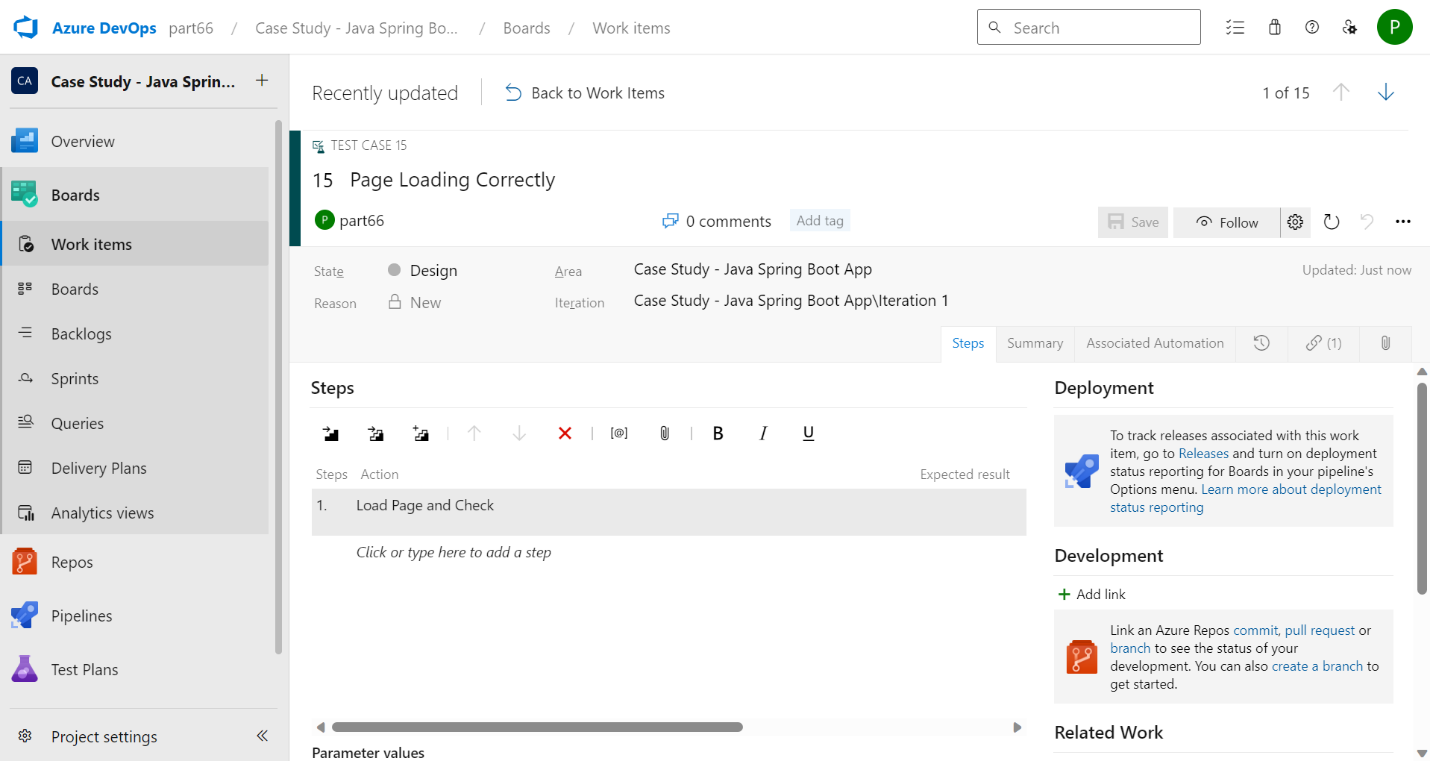 Azure DevOps part66 / Case Study - Java Spring Bo... / Boards / Work items Search P
CA Case Study - Java Sprin... +
Overview
Boards
Work items
Boards
Backlogs
Sprints
Queries
Delivery Plans
Analytics views
Repos
Pipelines
Test Plans
Project settings
Recently updated Back to Work Items 1 of 15
TEST CASE 15
15 Page Loading Correctly
P part66 0 comments Add tag Save Follow
State Design Area Case Study - Java Spring Boot App Updated: Just now
Reason New Iteration Case Study - Java Spring Boot App\Iteration 1
Steps Summary Associated Automation (1)
Steps
[@] B I U
Steps Action Expected result
1. Load Page and Check
Click or type here to add a step
Parameter values
Deployment
To track releases associated with this work
item, go to Releases and turn on deployment
status reporting for Boards in your pipeline's
Options menu. Learn more about deployment
status reporting
Development
+ Add link
Link an Azure Repos commit, pull request or
branch to see the status of your
development. You can also create a branch to
get started.
Related Work